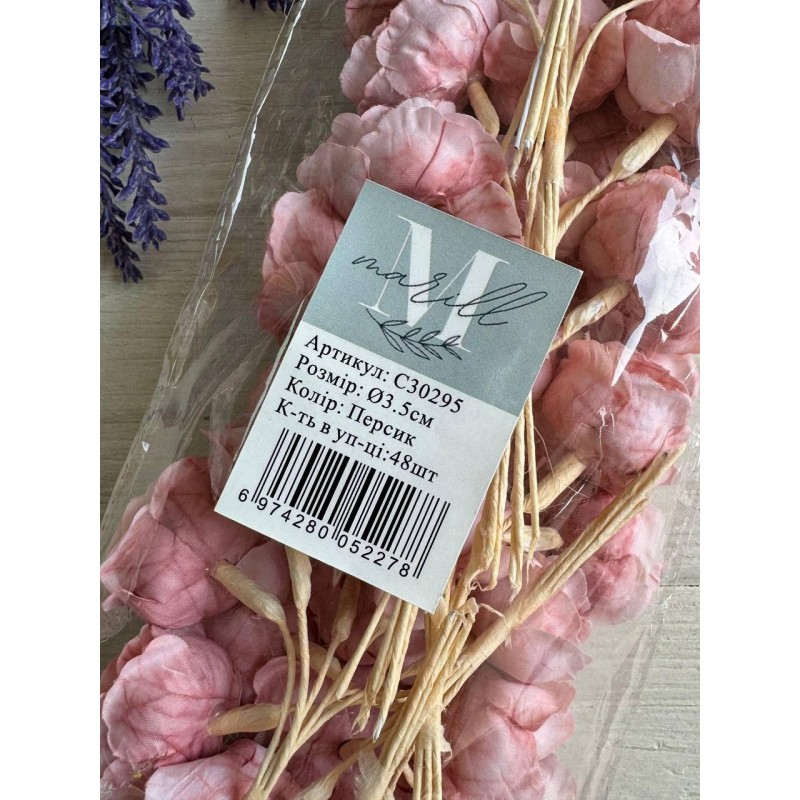 M
marill
Артикул: С30295
Розмір: Ø3.5см
Колір: Персик
К-ть в уп-ці:48шт
6 974280 052278